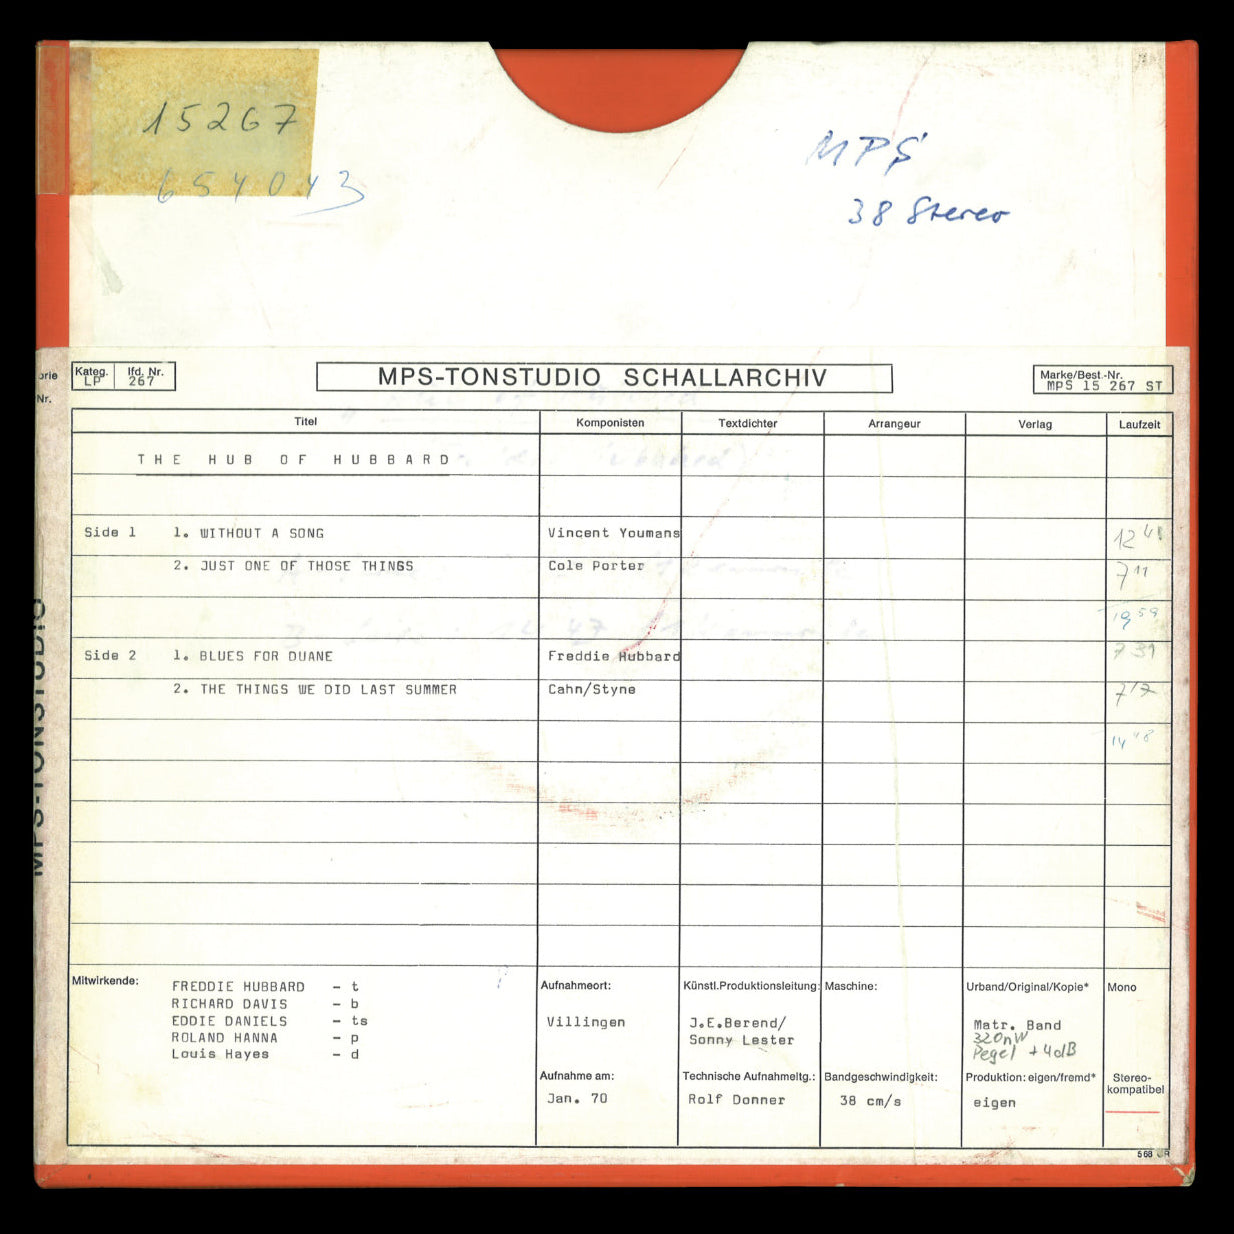 15267
654043
MPS
38 Stereo
Kateg. lfd. Nr.
LP 267
MPS-TONSTUDIO SCHALLARCHIV
Marke/Best.-Nr.
MPS 15 267 ST
Nr.
Titel Komponisten Textdichter Arrangeur Verlag Laufzeit
THE HUB OF HUBBARD
Side 1 1. WITHOUT A SONG Vincent Youmans
2. JUST ONE OF THOSE THINGS Cole Porter 7 11
19 59
Side 2 1. BLUES FOR DUANE Freddie Hubbard 7 31
2. THE THINGS WE DID LAST SUMMER Cahn/Styne 7 17
14 48
MPS-TONSTUDIO
Mitwirkende:
FREDDIE HUBBARD - t
RICHARD DAVIS - b
EDDIE DANIELS - ts
ROLAND HANNA - p
Louis Hayes - d
Aufnahmeort:
Villingen
Künstl.Produktionsleitung:
J.E.Berend/
Sonny Lester
Maschine:
Urband/Original/Kopie*
Matr. Band
320nW
Pegel +4dB
Mono
Aufnahme am:
Jan. 70
Technische Aufnahmeltg.:
Rolf Donner
Bandgeschwindigkeit:
38 cm/s
Produktion: eigen/fremd*
eigen
Stereo-
kompatibel
568